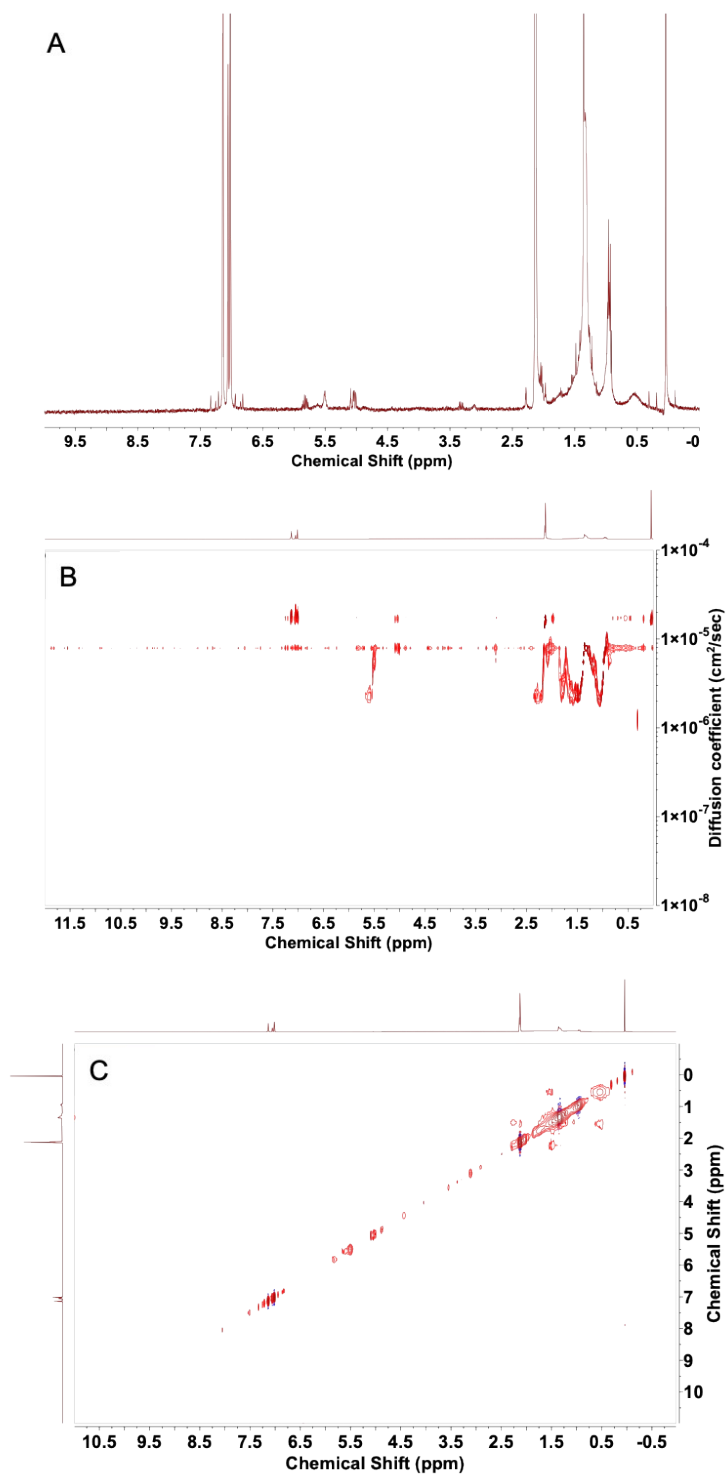 A
9.5 8.5 7.5 6.5 5.5 4.5 3.5 2.5 1.5 0.5 -0
Chemical Shift (ppm)
B
1×10⁻⁴
1×10⁻⁵
1×10⁻⁶
1×10⁻⁷
1×10⁻⁸
Diffusion coefficient (cm²/sec)
11.5 10.5 9.5 8.5 7.5 6.5 5.5 4.5 3.5 2.5 1.5 0.5
Chemical Shift (ppm)
C
0
1
2
3
4
5
6
7
8
9
10
Chemical Shift (ppm)
10.5 9.5 8.5 7.5 6.5 5.5 4.5 3.5 2.5 1.5 0.5 -0.5
Chemical Shift (ppm)